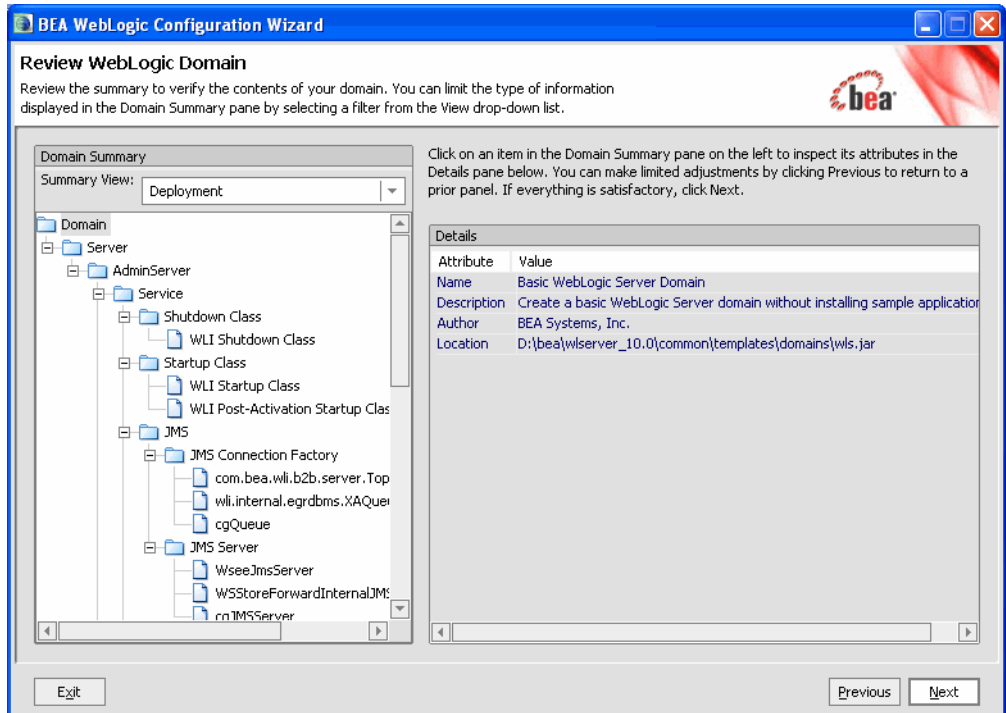 BEA WebLogic Configuration Wizard
Review WebLogic Domain
Review the summary to verify the contents of your domain. You can limit the type of information
displayed in the Domain Summary pane by selecting a filter from the View drop-down list.
bea
Domain Summary
Summary View:
Deployment
Domain
Server
AdminServer
Service
Shutdown Class
WLI Shutdown Class
Startup Class
WLI Startup Class
WLI Post-Activation Startup Clas
JMS
JMS Connection Factory
com.bea.wli.b2b.server.Top
wli.internal.egrdbms.XAQue
cgQueue
JMS Server
WseeJmsServer
WSStoreForwardInternalJMS
cgJMSServer
Click on an item in the Domain Summary pane on the left to inspect its attributes in the
Details pane below. You can make limited adjustments by clicking Previous to return to a
prior panel. If everything is satisfactory, click Next.
Details
Attribute Value
Name Basic WebLogic Server Domain
Description Create a basic WebLogic Server domain without installing sample application
Author BEA Systems, Inc.
Location D:\bea\wlserver_10.0\common\templates\domains\wls.jar
Exit
Previous
Next